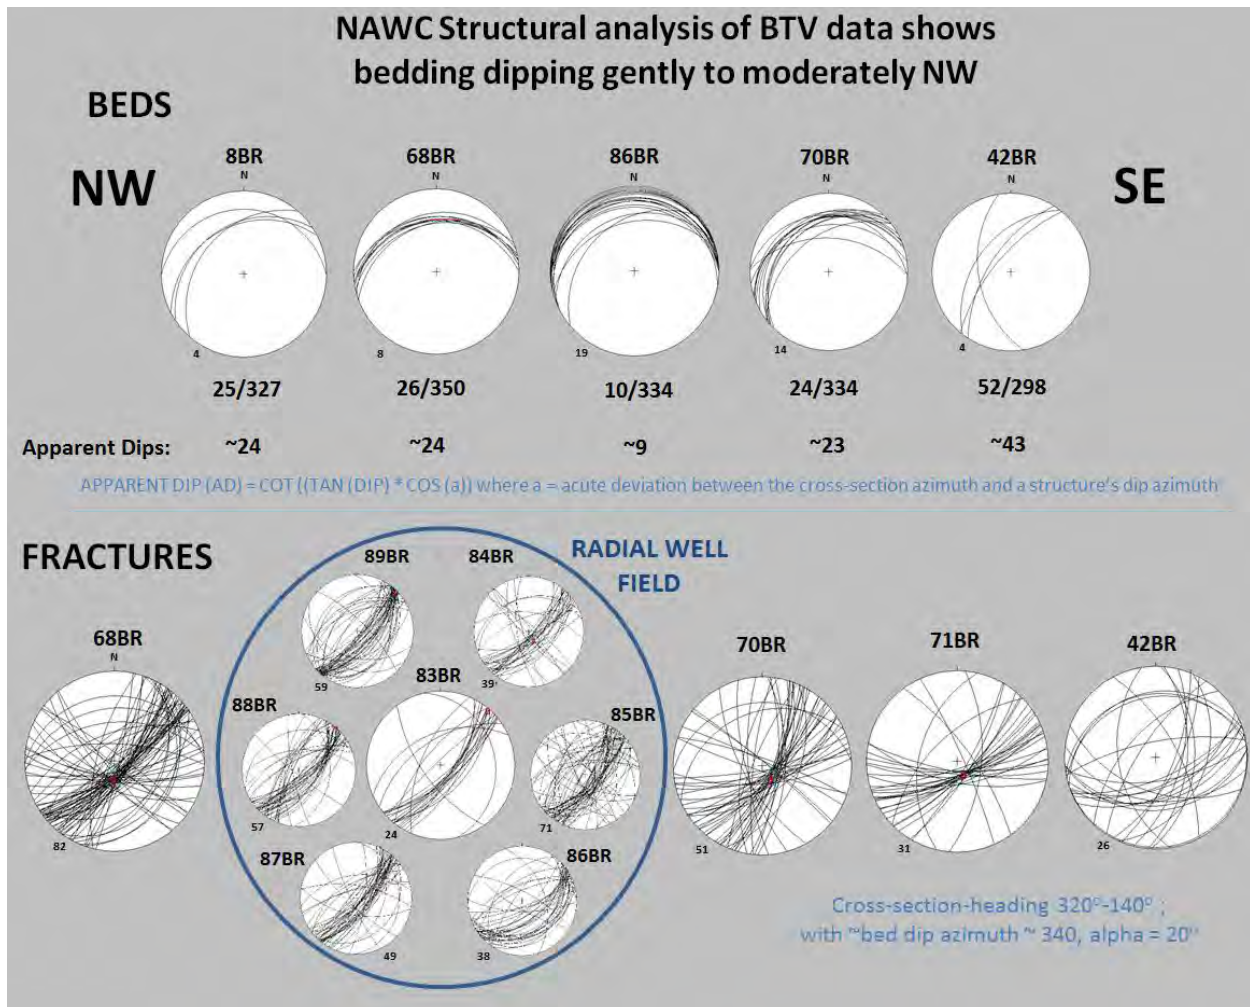 NAWC Structural analysis of BTV data shows
bedding dipping gently to moderately NW
BEDS
NW
SE
8BR 68BR 86BR 70BR 42BR
N N N N N
4 8 19 14 4
25/327 26/350 10/334 24/334 52/298
Apparent Dips: ~24 ~24 ~9 ~23 ~43
APPARENT DIP (AD) = COT ((TAN (DIP) * COS (a)) where a = acute deviation between the cross-section azimuth and a structure's dip azimuth
FRACTURES
RADIAL WELL
FIELD
89BR 84BR
68BR
N
70BR 71BR 42BR
83BR
88BR
85BR
59 39
57 24 71
82 51 31 26
87BR 86BR
49 38
Cross-section-heading 320°-140° ;
with ~bed dip azimuth ~ 340, alpha = 20°